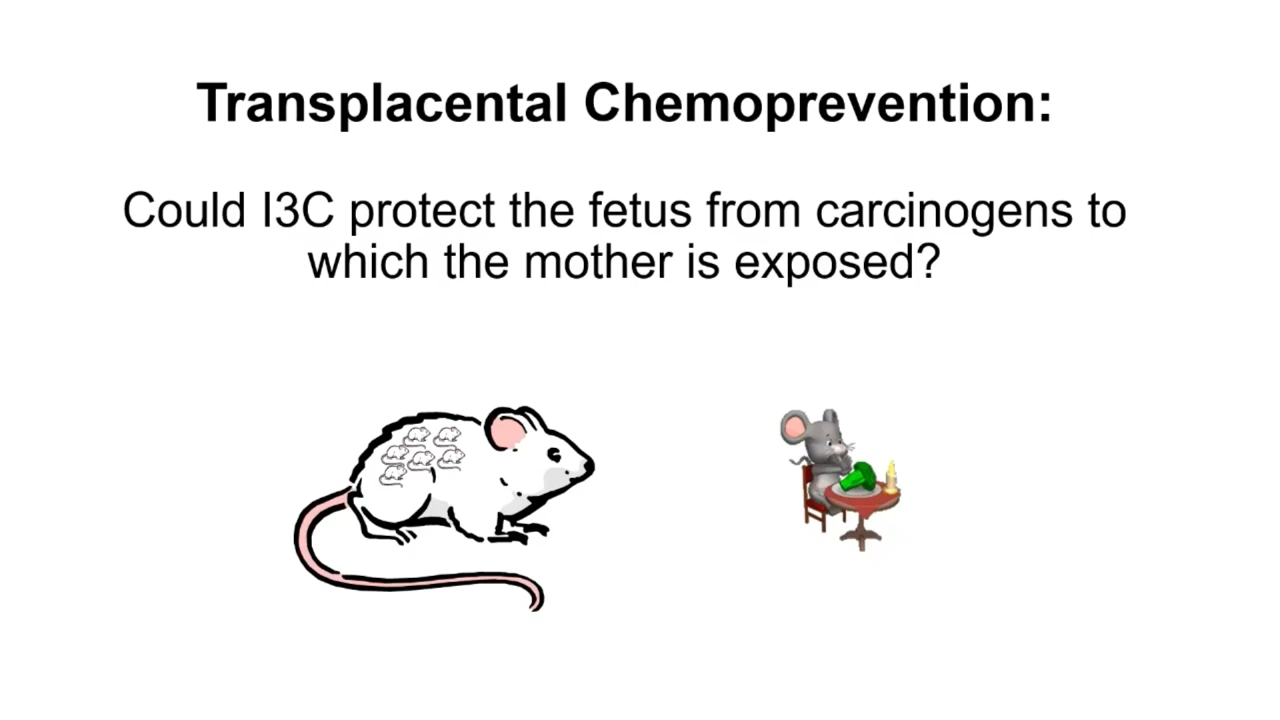 Transplacental Chemoprevention:
Could I3C protect the fetus from carcinogens to
which the mother is exposed?